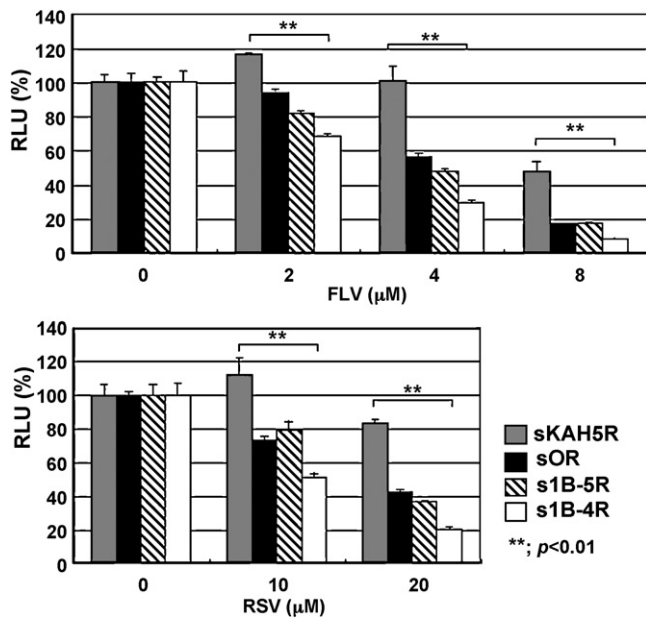 140
120
100
80
60
40
20
0
RLU (%)
**
**
**
0 2 4 8
FLV (µM)
140
120
100
80
60
40
20
0
RLU (%)
**
**
0 10 20
RSV (µM)
sKAH5R
sOR
s1B-5R
s1B-4R
**; p<0.01